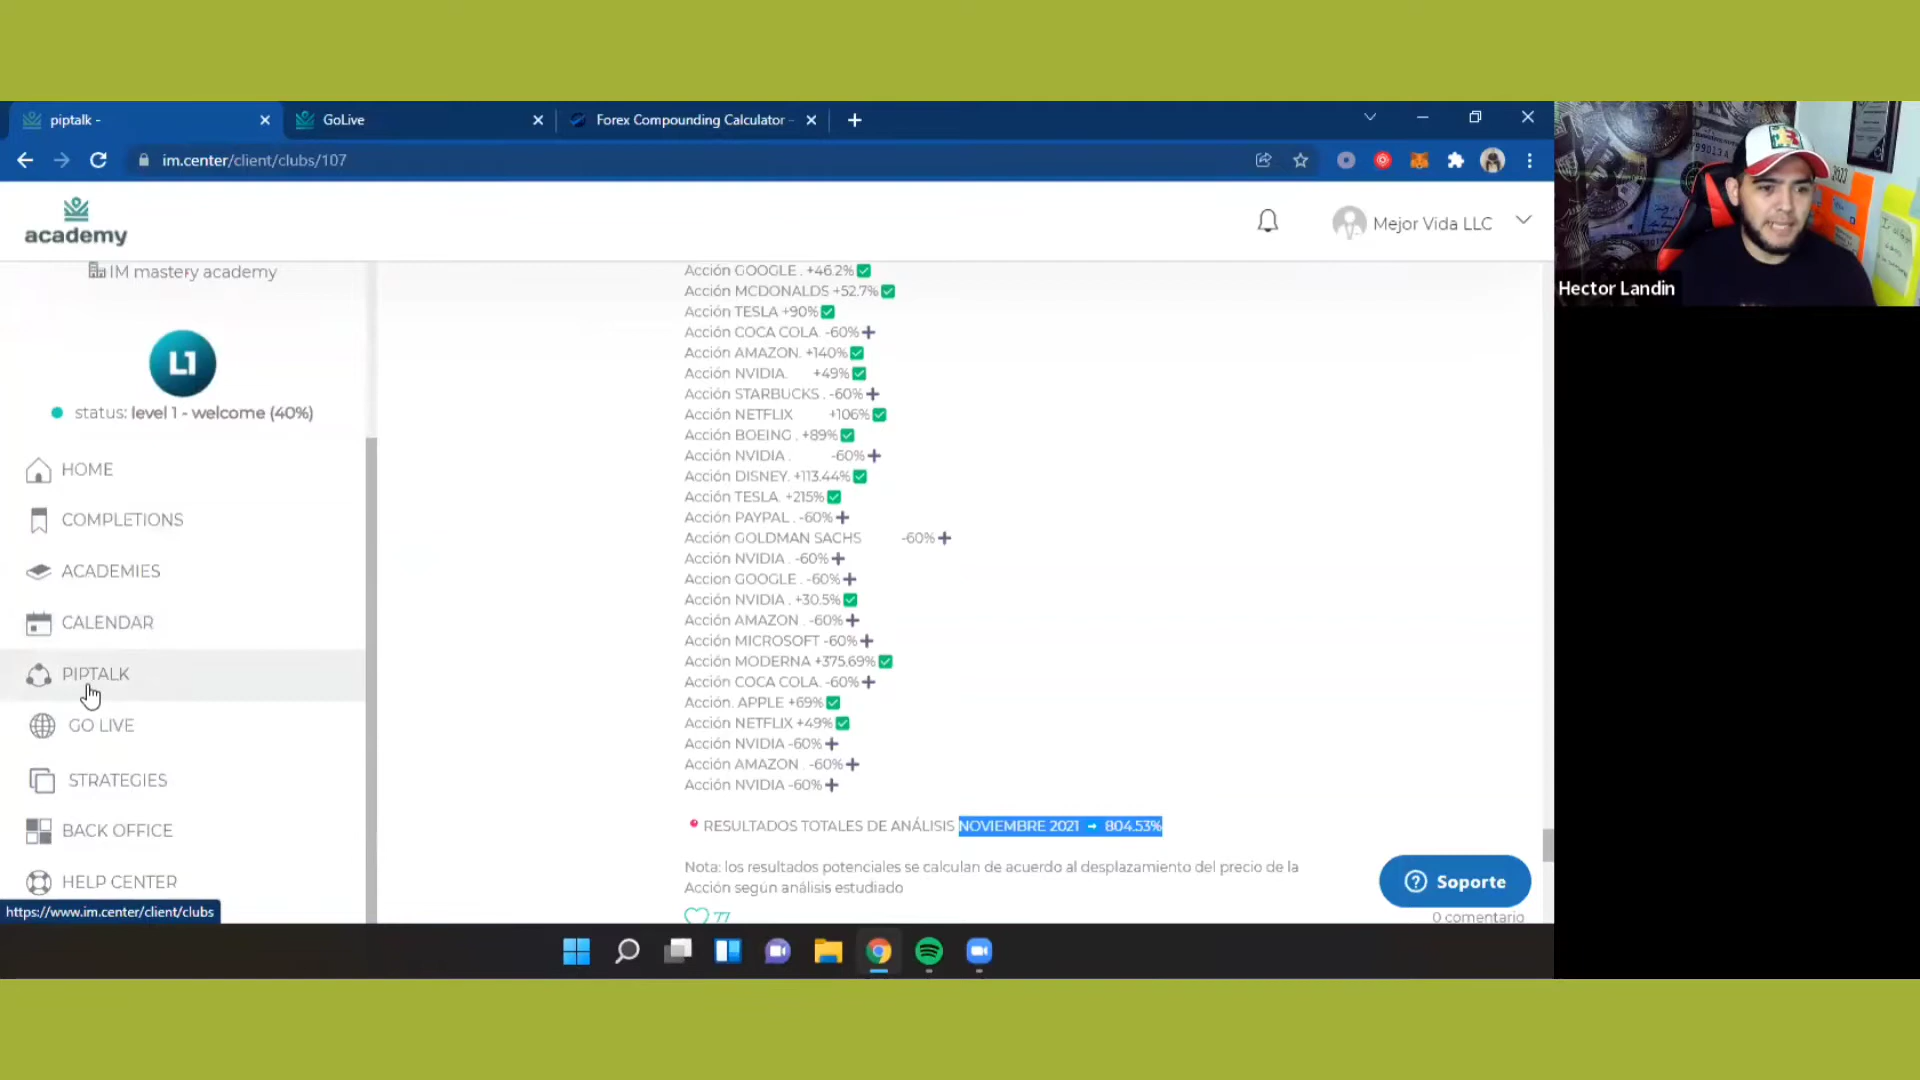 piptalk -
GoLive
Forex Compounding Calculator -
im.center/client/clubs/107
academy
Mejor Vida LLC
IM mastery academy
L1
status: level 1 - welcome (40%)
HOME
COMPLETIONS
ACADEMIES
CALENDAR
PIPTALK
GO LIVE
STRATEGIES
BACK OFFICE
HELP CENTER
https://www.im.center/client/clubs
Acción GOOGLE . +46.2%✅
Acción MCDONALDS +52.7%✅
Acción TESLA +90%✅
Acción COCA COLA. -60%➕
Acción AMAZON. +140%✅
Acción NVIDIA. +49%✅
Acción STARBUCKS . -60%➕
Acción NETFLIX +106%✅
Acción BOEING . +89%✅
Acción NVIDIA . -60%➕
Acción DISNEY. +113.44%✅
Acción TESLA. +215%✅
Acción PAYPAL . -60%➕
Acción GOLDMAN SACHS -60%➕
Acción NVIDIA . -60%➕
Accion GOOGLE . -60%➕
Acción NVIDIA . +30.5%✅
Acción AMAZON . -60%➕
Acción MICROSOFT -60%➕
Acción MODERNA +375.69%✅
Acción COCA COLA. -60%➕
Acción. APPLE +69%✅
Acción NETFLIX +49%✅
Acción NVIDIA -60%➕
Acción AMAZON . -60%➕
Acción NVIDIA -60%➕
RESULTADOS TOTALES DE ANÁLISIS NOVIEMBRE 2021 → 804.53%
Nota: los resultados potenciales se calculan de acuerdo al desplazamiento del precio de la
Acción según análisis estudiado
77
Soporte
0 comentario
Hector Landin